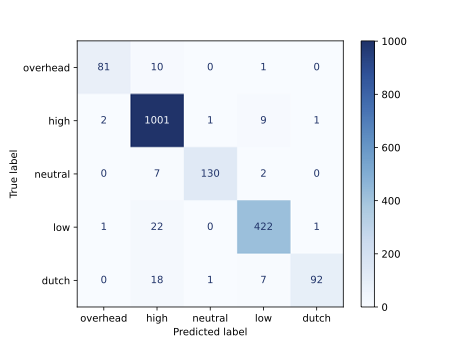 True label
overhead 81 10 0 1 0
high 2 1001 1 9 1
neutral 0 7 130 2 0
low 1 22 0 422 1
dutch 0 18 1 7 92
overhead high neutral low dutch
Predicted label
1000
800
600
400
200
0